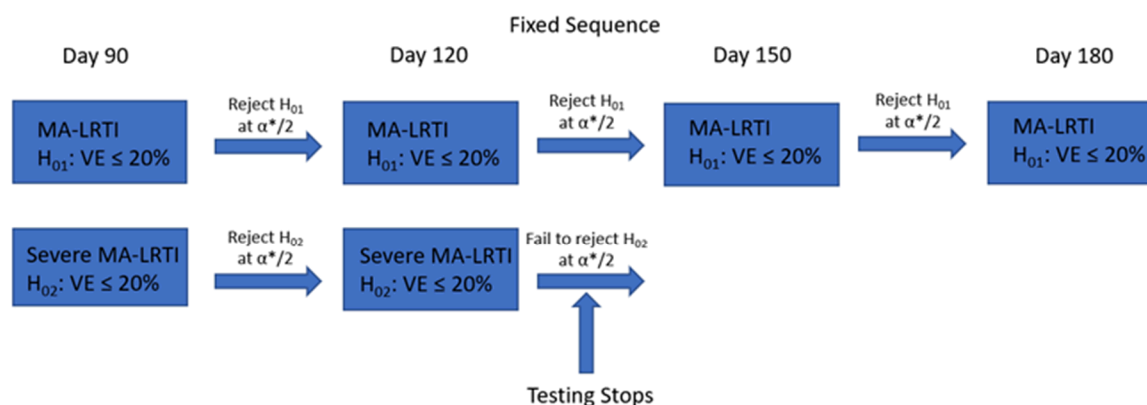 Fixed Sequence
Day 90
Day 120
Day 150
Day 180
MA-LRTI
H₀₁: VE ≤ 20%
Reject H₀₁
at α*/2
MA-LRTI
H₀₁: VE ≤ 20%
Reject H₀₁
at α*/2
MA-LRTI
H₀₁: VE ≤ 20%
Reject H₀₁
at α*/2
MA-LRTI
H₀₁: VE ≤ 20%
Severe MA-LRTI
H₀₂: VE ≤ 20%
Reject H₀₂
at α*/2
Severe MA-LRTI
H₀₂: VE ≤ 20%
Fail to reject H₀₂
at α*/2
Testing Stops